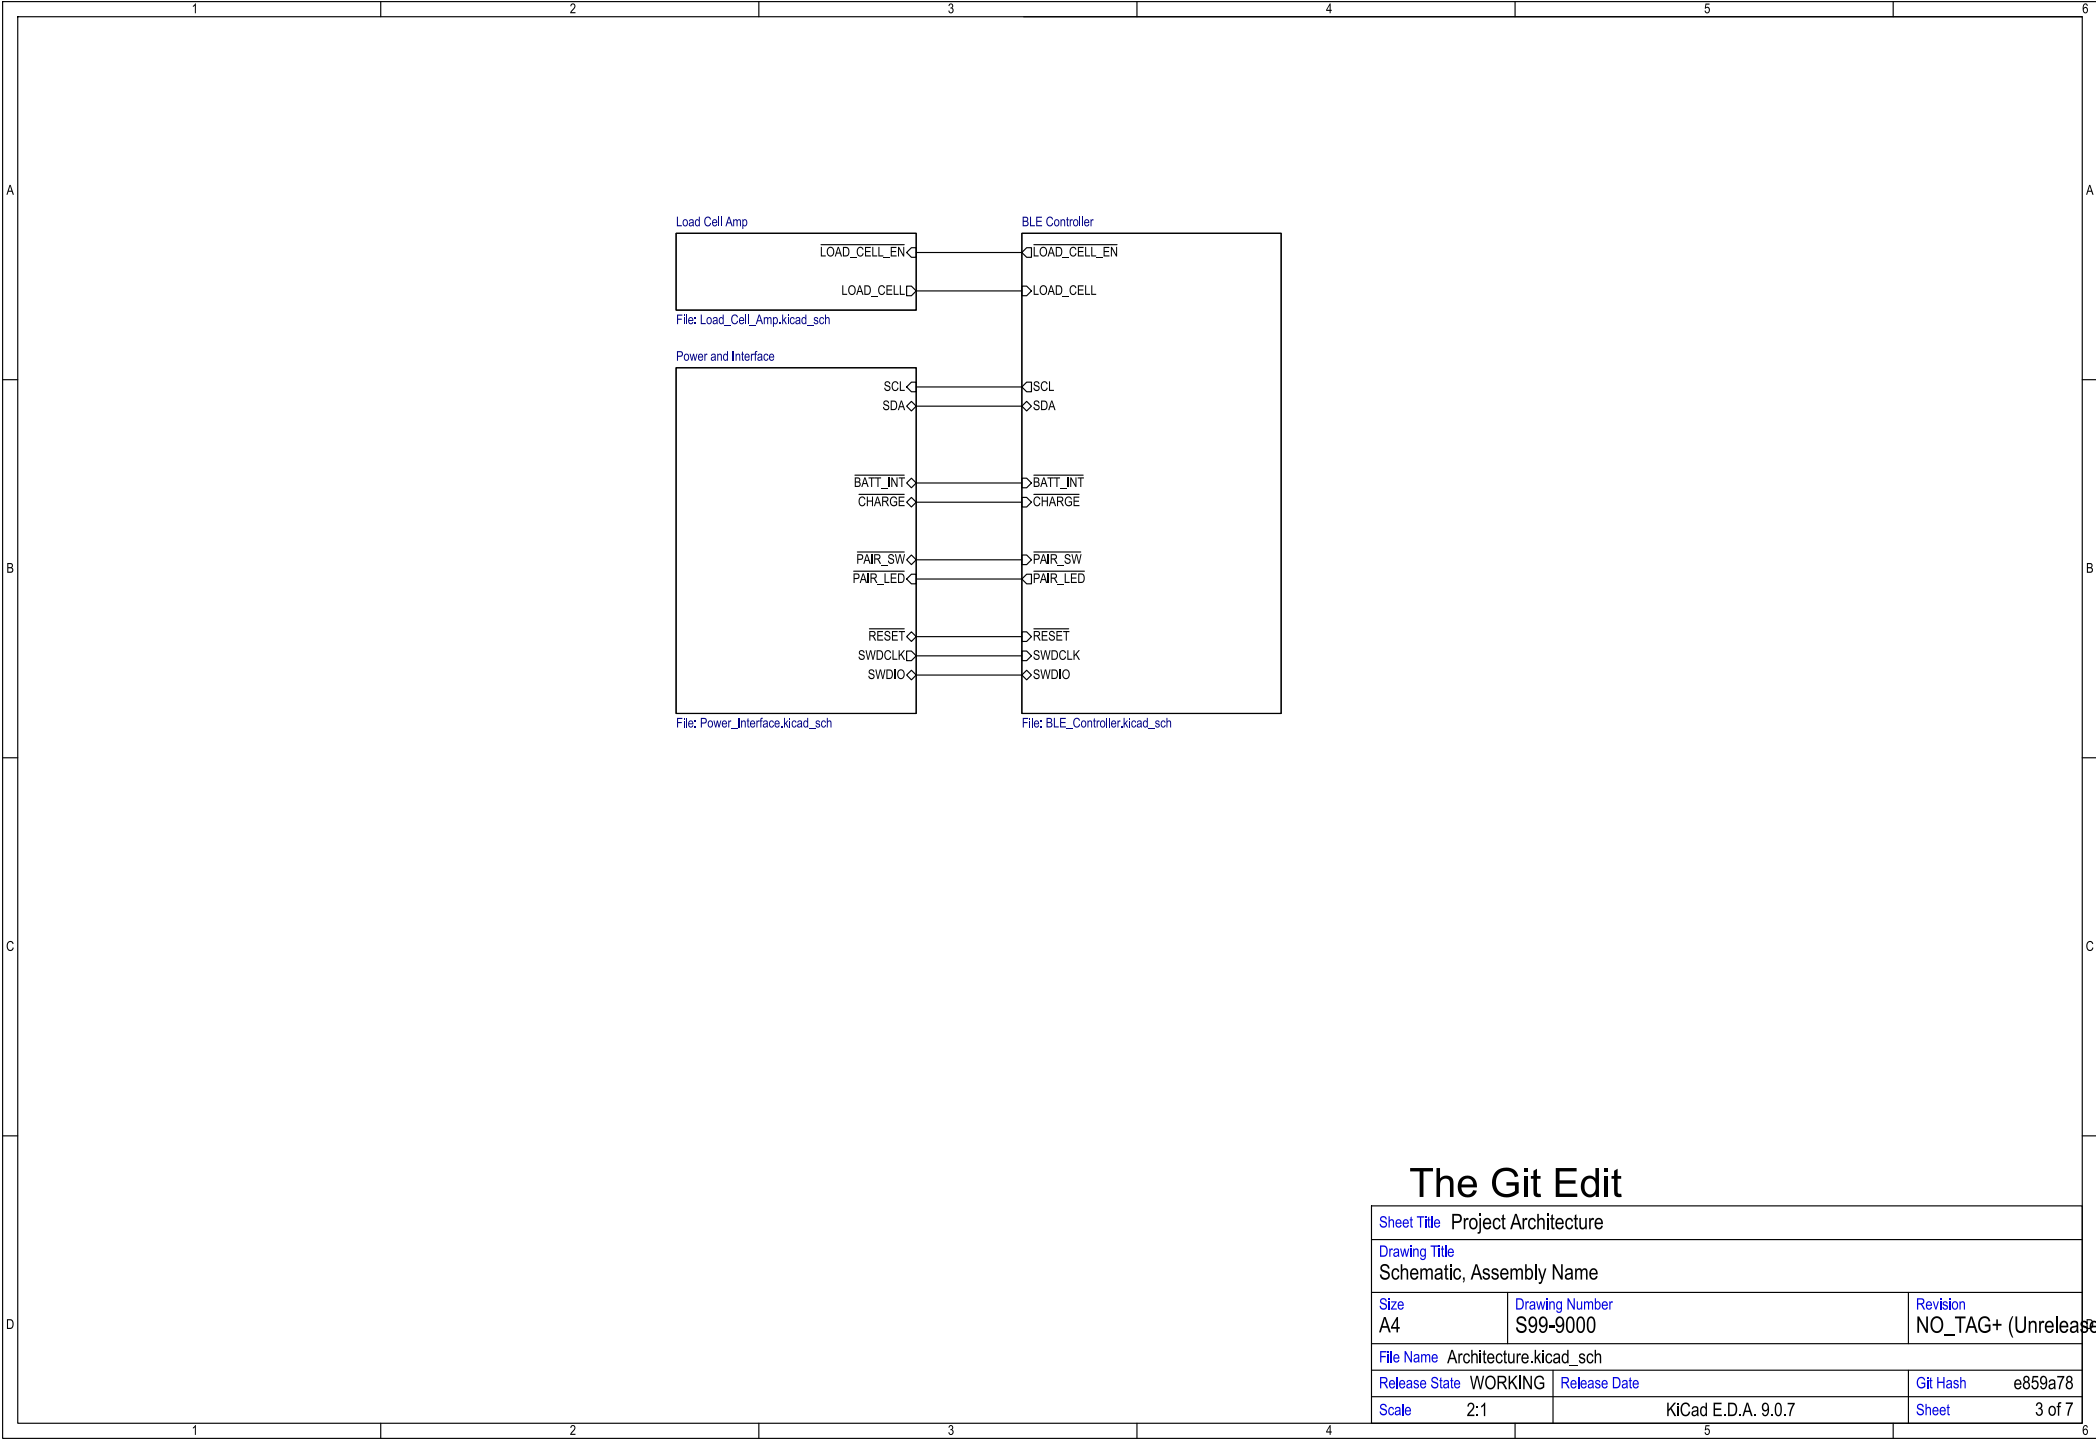 1 2 3 4 5 6
A A
Load Cell Amp
LOAD_CELL_EN
LOAD_CELL
File: Load_Cell_Amp.kicad_sch
BLE Controller
LOAD_CELL_EN
LOAD_CELL
Power and Interface
SCL
SDA
BATT_INT
CHARGE
PAIR_SW
PAIR_LED
RESET
SWDCLK
SWDIO
File: Power_Interface.kicad_sch
SCL
SDA
BATT_INT
CHARGE
PAIR_SW
PAIR_LED
RESET
SWDCLK
SWDIO
File: BLE_Controller.kicad_sch
B B
C C
The Git Edit
Sheet Title Project Architecture
Drawing Title
Schematic, Assembly Name
Size
A4
Drawing Number
S99-9000
Revision
NO_TAG+ (Unrelease
D D
File Name Architecture.kicad_sch
Release State WORKING Release Date
Git Hash e859a78
Scale 2:1
KiCad E.D.A. 9.0.7
Sheet 3 of 7
1 2 3 4 5 6